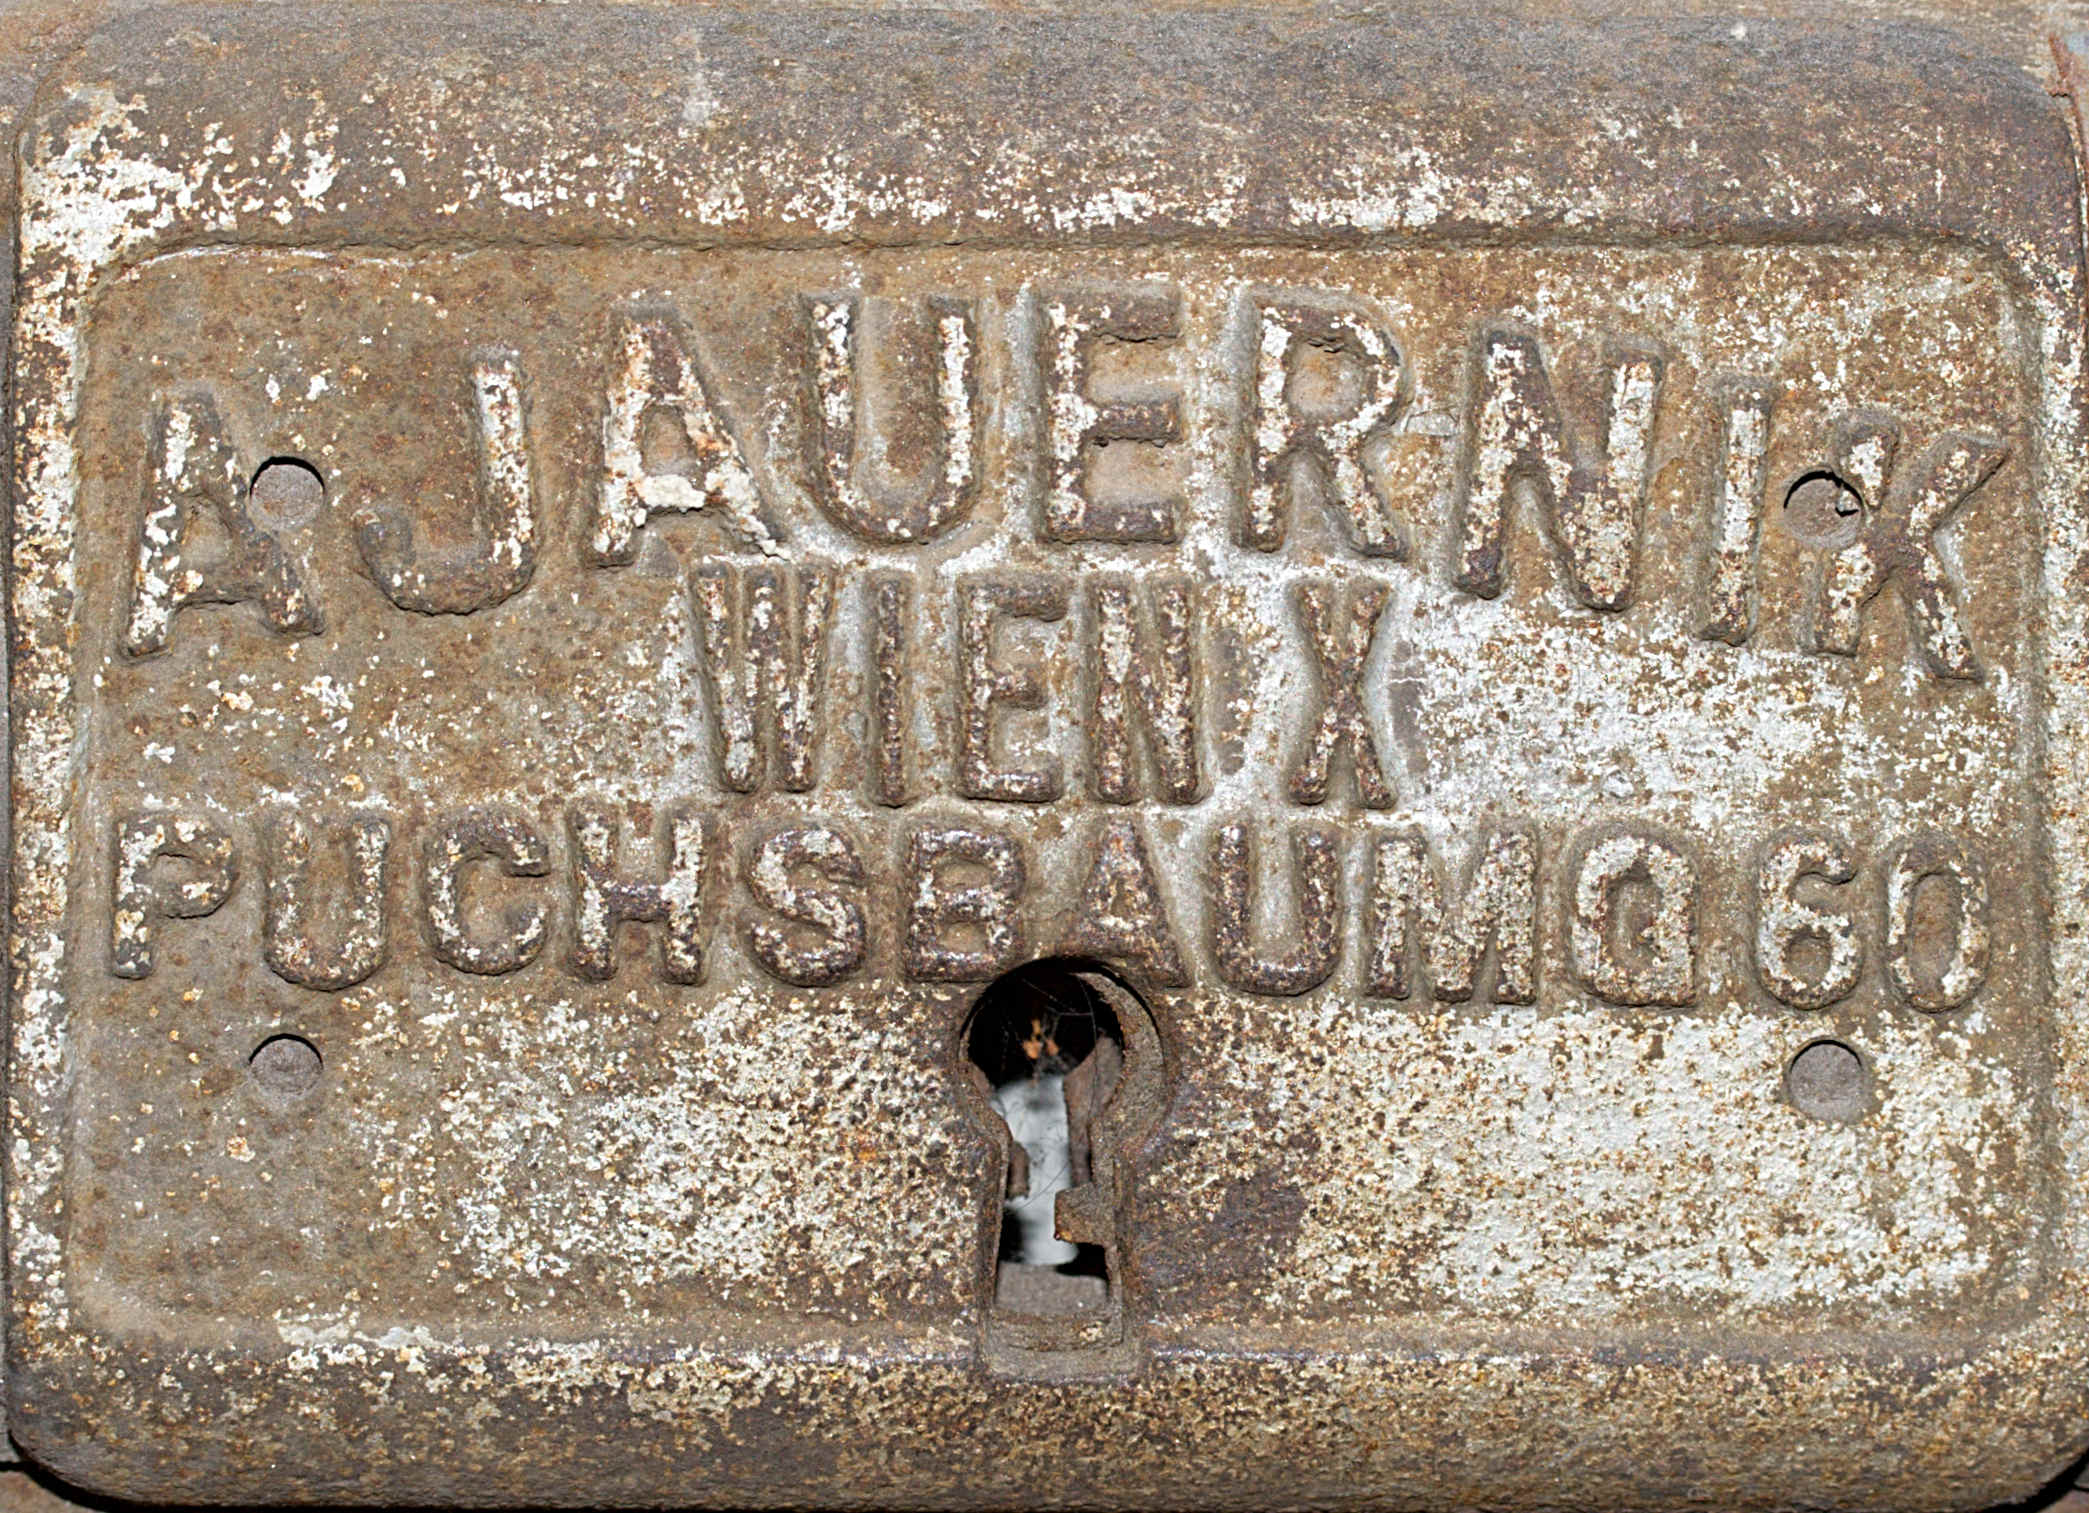 A JAUERNIK
WIEN X
PUCHSBAUMG 60